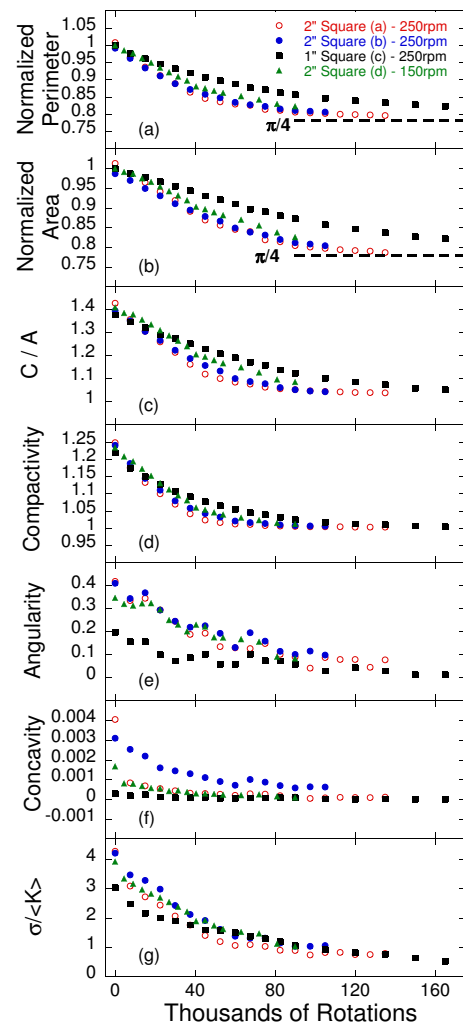 2" Square (a) - 250rpm
2" Square (b) - 250rpm
1" Square (c) - 250rpm
2" Square (d) - 150rpm
Normalized
Perimeter
1.05
1
0.95
0.90
0.85
0.80
0.75
π/4
(a)
Normalized
Area
1
0.95
0.9
0.85
0.8
0.75
π/4
(b)
C / A
1.4
1.3
1.2
1.1
1
(c)
Compactivity
1.25
1.2
1.15
1.1
1.05
1
0.95
(d)
Angularity
0.4
0.3
0.2
0.1
0
(e)
Concavity
0.004
0.003
0.002
0.001
0
-0.001
(f)
σ/<K>
4
3
2
1
0
(g)
0 40 80 120 160
Thousands of Rotations